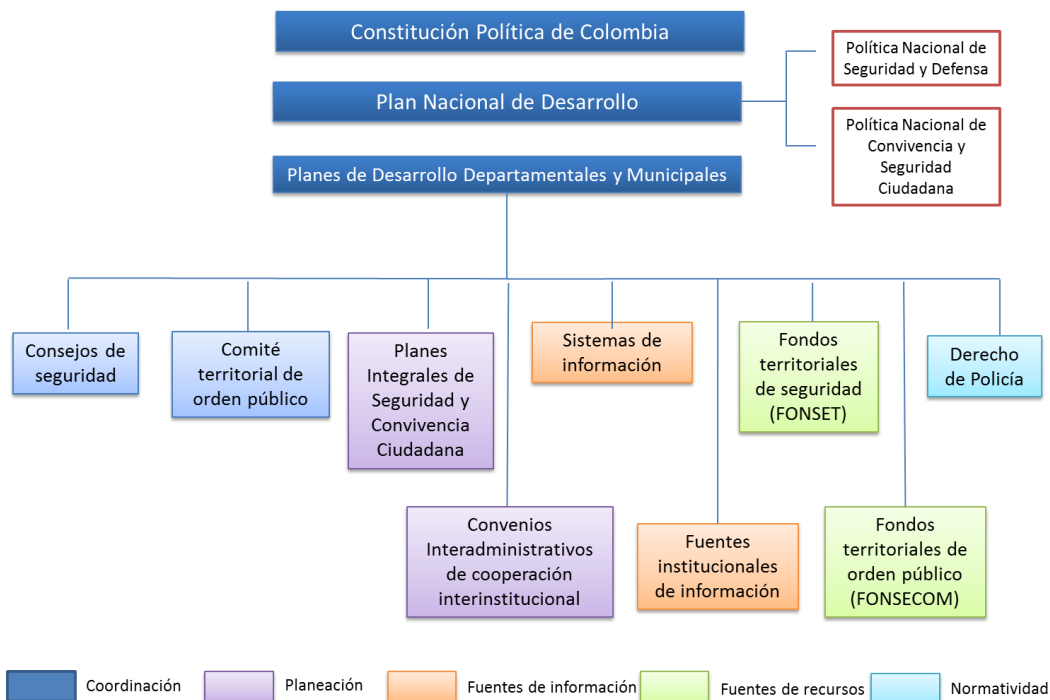 Constitución Política de Colombia
Política Nacional de
Seguridad y Defensa
Plan Nacional de Desarrollo
Política Nacional de
Convivencia y
Seguridad
Ciudadana
Planes de Desarrollo Departamentales y Municipales
Consejos de
seguridad
Comité
territorial de
orden público
Planes
Integrales de
Seguridad y
Convivencia
Ciudadana
Sistemas de
información
Fondos
territoriales
de seguridad
(FONSET)
Derecho
de Policía
Convenios
Interadministrativos
de cooperación
interinstitucional
Fuentes
institucionales
de información
Fondos
territoriales de
orden público
(FONSECOM)
Coordinación
Planeación
Fuentes de información
Fuentes de recursos
Normatividad